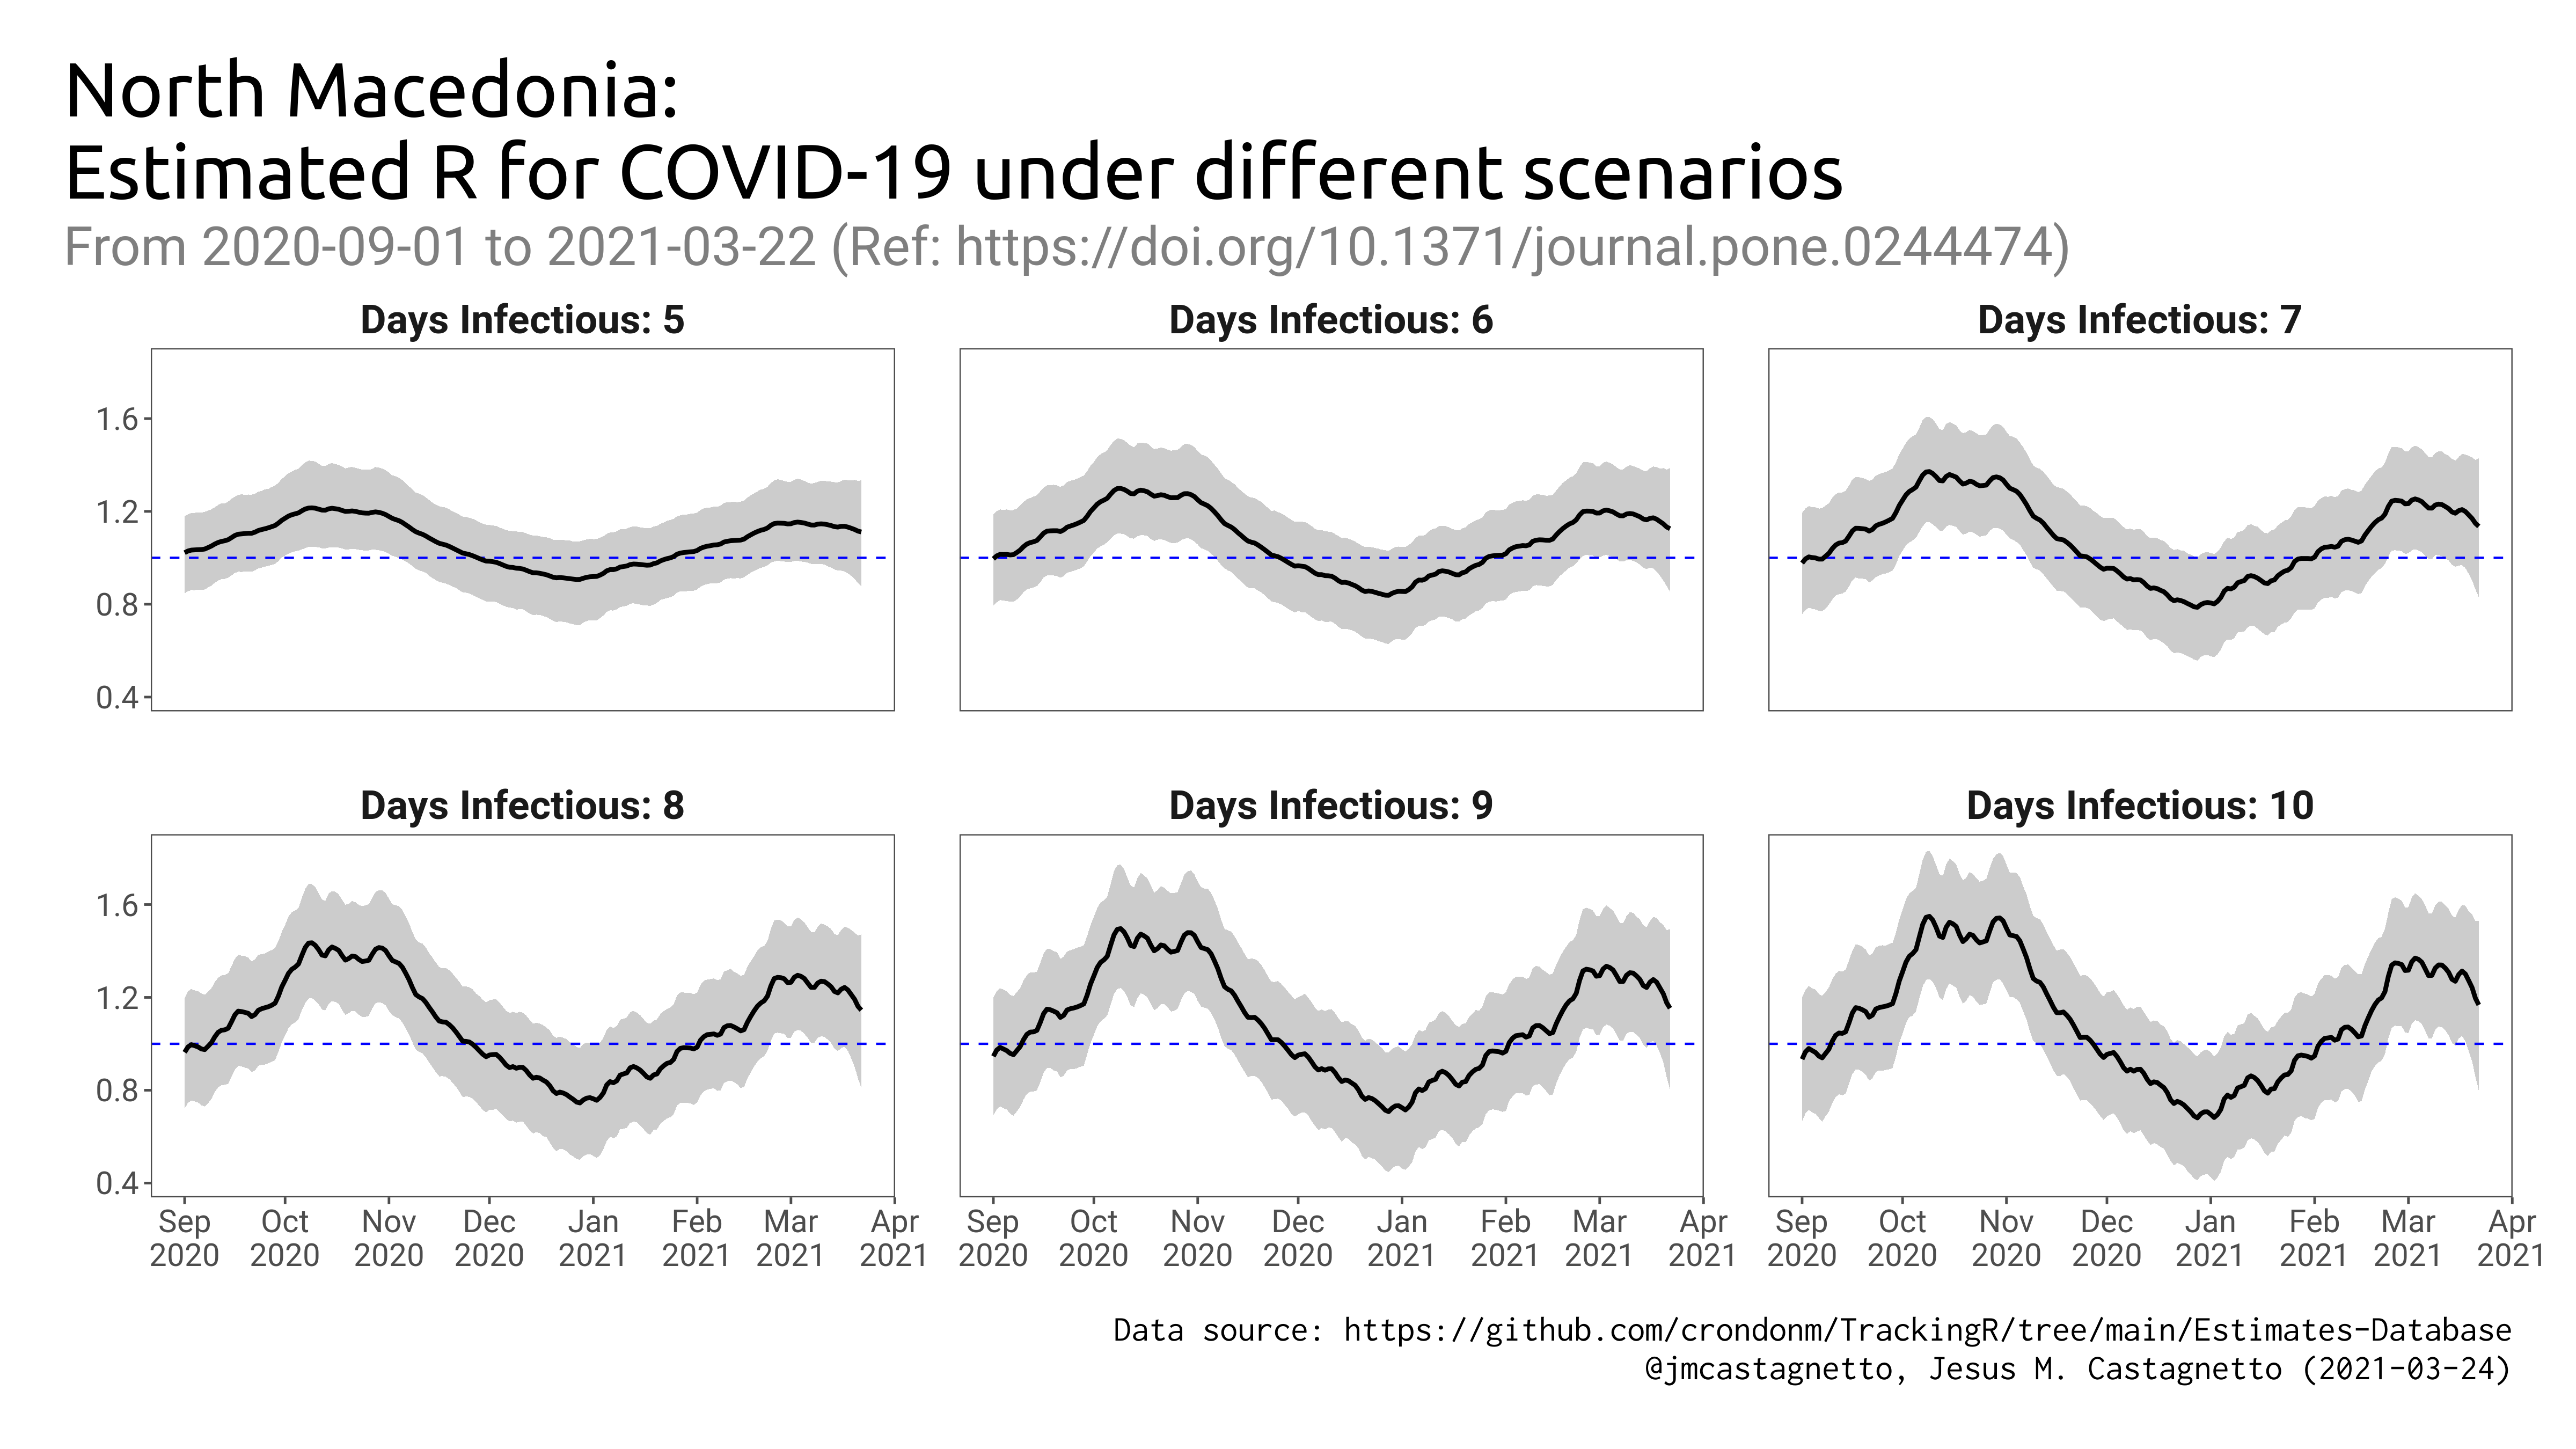 North Macedonia:
Estimated R for COVID-19 under different scenarios
From 2020-09-01 to 2021-03-22 (Ref: https://doi.org/10.1371/journal.pone.0244474)
Days Infectious: 5
Days Infectious: 6
Days Infectious: 7
1.6
1.2
0.8
0.4
Days Infectious: 8
Days Infectious: 9
Days Infectious: 10
1.6
1.2
0.8
0.4
Sep Oct Nov Dec Jan Feb Mar Apr
2020 2020 2020 2020 2021 2021 2021 2021
Sep Oct Nov Dec Jan Feb Mar Apr
2020 2020 2020 2020 2021 2021 2021 2021
Sep Oct Nov Dec Jan Feb Mar Apr
2020 2020 2020 2020 2021 2021 2021 2021
Data source: https://github.com/crondonm/TrackingR/tree/main/Estimates-Database
@jmcastagnetto, Jesus M. Castagnetto (2021-03-24)